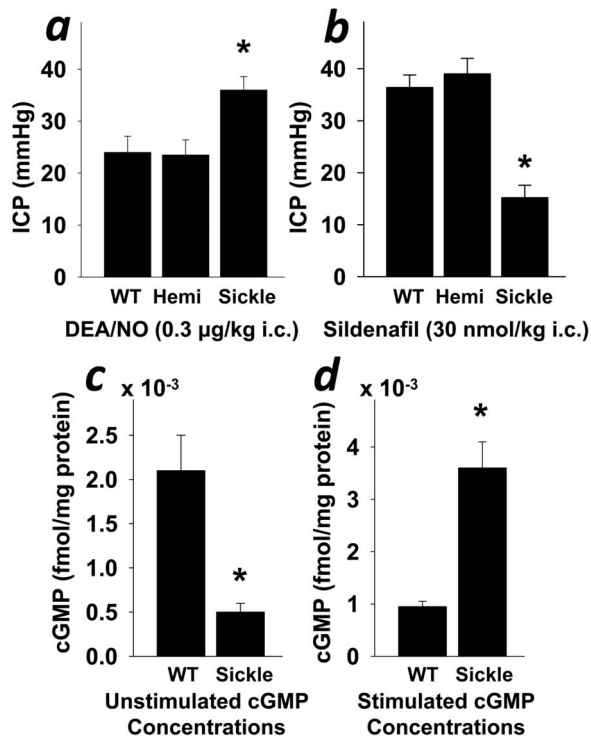 a
*
ICP (mmHg)
40
30
20
10
0
WT Hemi Sickle
DEA/NO (0.3 µg/kg i.c.)
b
ICP (mmHg)
40
30
20
10
0
*
WT Hemi Sickle
Sildenafil (30 nmol/kg i.c.)
c
x 10-3
cGMP (fmol/mg protein)
2.5
2.0
1.5
1.0
0.5
0.0
*
WT Sickle
Unstimulated cGMP
Concentrations
d
x 10-3
*
cGMP (fmol/mg protein)
4
3
2
1
0
WT Sickle
Stimulated cGMP
Concentrations